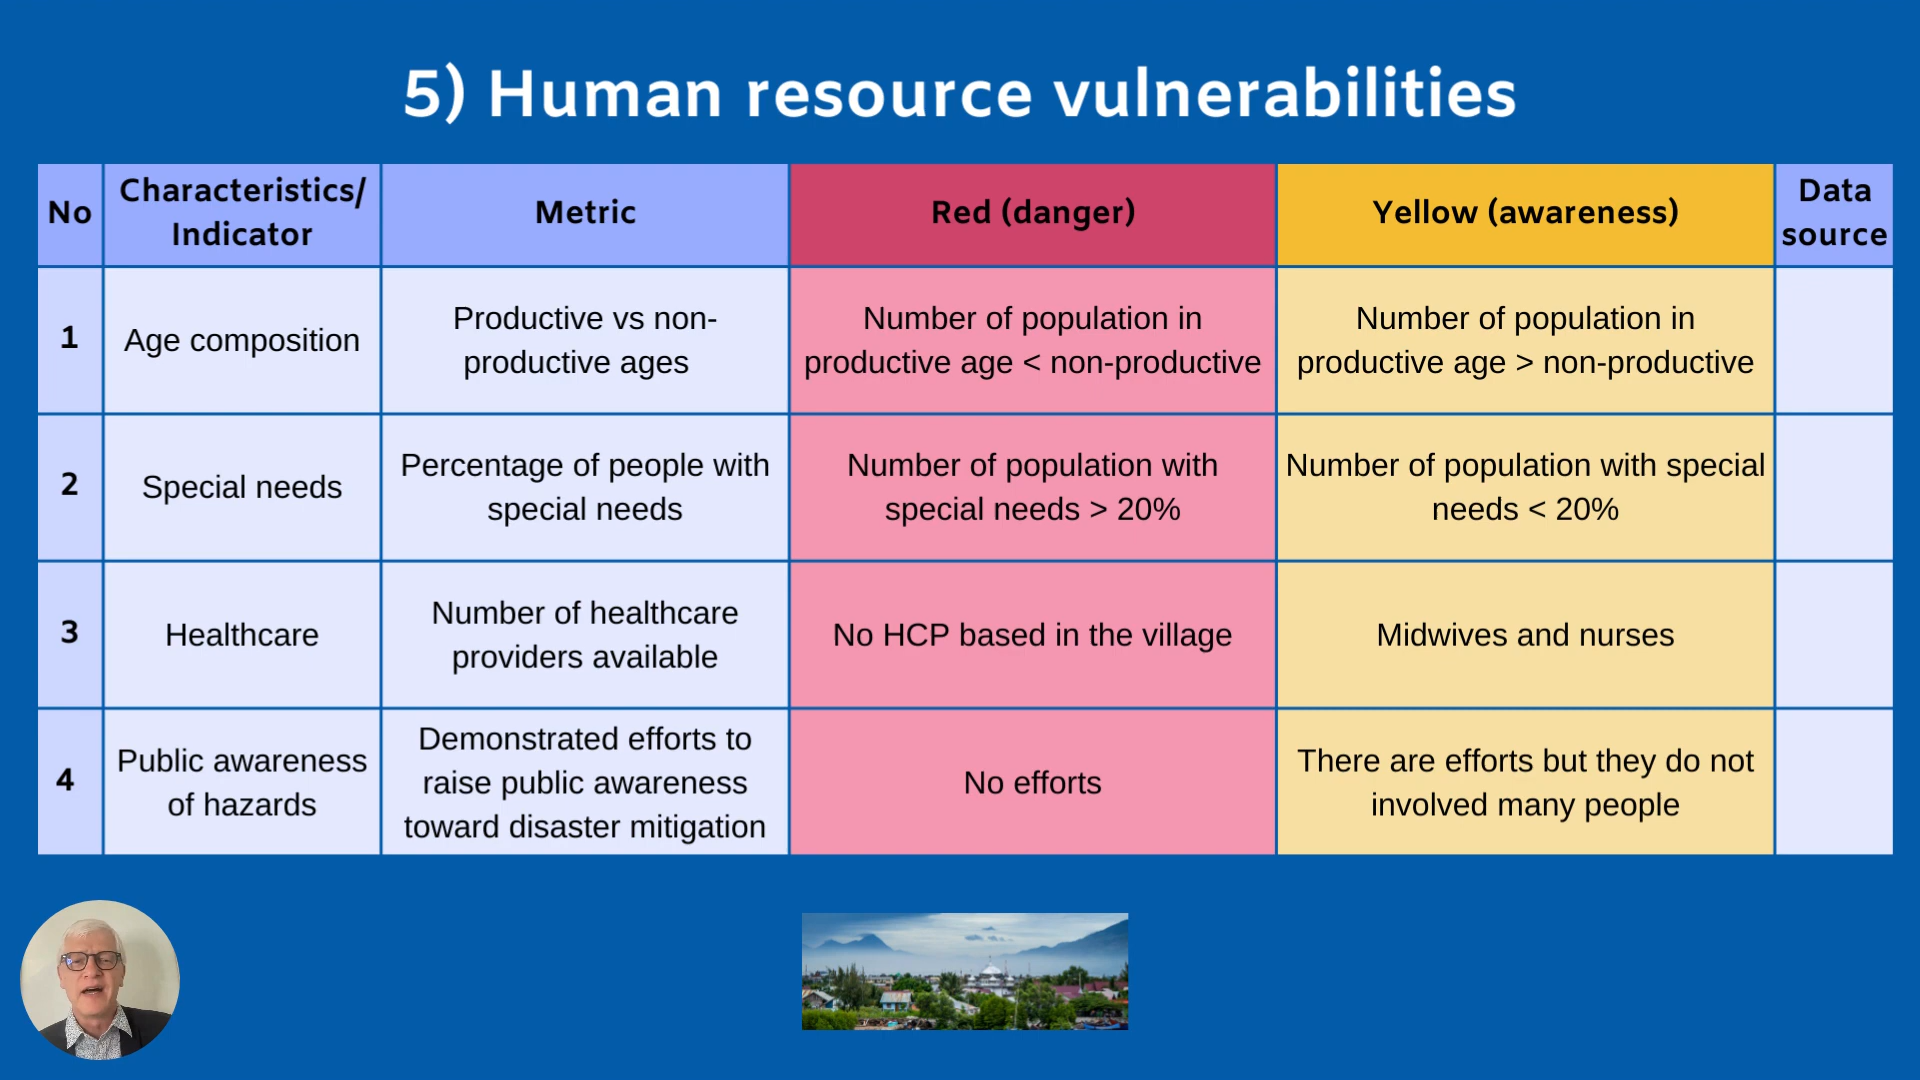 5) Human resource vulnerabilities
No
Characteristics/
Indicator
Metric
Red (danger)
Yellow (awareness)
Data
source
1
Age composition
Productive vs non-
productive ages
Number of population in
productive age < non-productive
Number of population in
productive age > non-productive
2
Special needs
Percentage of people with
special needs
Number of population with
special needs > 20%
Number of population with special
needs < 20%
3
Healthcare
Number of healthcare
providers available
No HCP based in the village
Midwives and nurses
4
Public awareness
of hazards
Demonstrated efforts to
raise public awareness
toward disaster mitigation
No efforts
There are efforts but they do not
involved many people